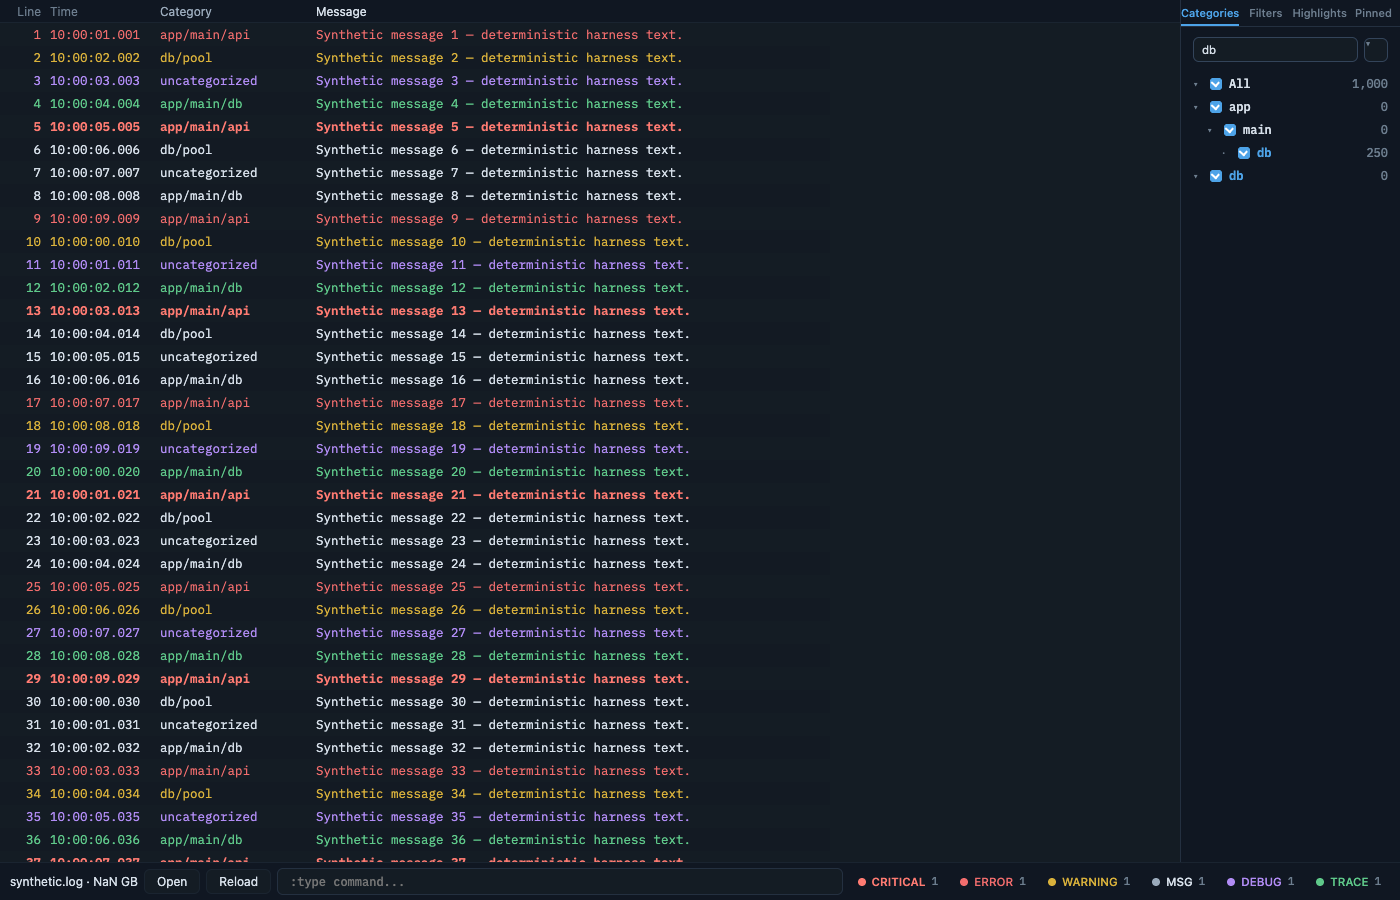 Line Time Category Message
1 10:00:01.001 app/main/api Synthetic message 1 — deterministic harness text.
2 10:00:02.002 db/pool Synthetic message 2 — deterministic harness text.
3 10:00:03.003 uncategorized Synthetic message 3 — deterministic harness text.
4 10:00:04.004 app/main/db Synthetic message 4 — deterministic harness text.
5 10:00:05.005 app/main/api Synthetic message 5 — deterministic harness text.
6 10:00:06.006 db/pool Synthetic message 6 — deterministic harness text.
7 10:00:07.007 uncategorized Synthetic message 7 — deterministic harness text.
8 10:00:08.008 app/main/db Synthetic message 8 — deterministic harness text.
9 10:00:09.009 app/main/api Synthetic message 9 — deterministic harness text.
10 10:00:00.010 db/pool Synthetic message 10 — deterministic harness text.
11 10:00:01.011 uncategorized Synthetic message 11 — deterministic harness text.
12 10:00:02.012 app/main/db Synthetic message 12 — deterministic harness text.
13 10:00:03.013 app/main/api Synthetic message 13 — deterministic harness text.
14 10:00:04.014 db/pool Synthetic message 14 — deterministic harness text.
15 10:00:05.015 uncategorized Synthetic message 15 — deterministic harness text.
16 10:00:06.016 app/main/db Synthetic message 16 — deterministic harness text.
17 10:00:07.017 app/main/api Synthetic message 17 — deterministic harness text.
18 10:00:08.018 db/pool Synthetic message 18 — deterministic harness text.
19 10:00:09.019 uncategorized Synthetic message 19 — deterministic harness text.
20 10:00:00.020 app/main/db Synthetic message 20 — deterministic harness text.
21 10:00:01.021 app/main/api Synthetic message 21 — deterministic harness text.
22 10:00:02.022 db/pool Synthetic message 22 — deterministic harness text.
23 10:00:03.023 uncategorized Synthetic message 23 — deterministic harness text.
24 10:00:04.024 app/main/db Synthetic message 24 — deterministic harness text.
25 10:00:05.025 app/main/api Synthetic message 25 — deterministic harness text.
26 10:00:06.026 db/pool Synthetic message 26 — deterministic harness text.
27 10:00:07.027 uncategorized Synthetic message 27 — deterministic harness text.
28 10:00:08.028 app/main/db Synthetic message 28 — deterministic harness text.
29 10:00:09.029 app/main/api Synthetic message 29 — deterministic harness text.
30 10:00:00.030 db/pool Synthetic message 30 — deterministic harness text.
31 10:00:01.031 uncategorized Synthetic message 31 — deterministic harness text.
32 10:00:02.032 app/main/db Synthetic message 32 — deterministic harness text.
33 10:00:03.033 app/main/api Synthetic message 33 — deterministic harness text.
34 10:00:04.034 db/pool Synthetic message 34 — deterministic harness text.
35 10:00:05.035 uncategorized Synthetic message 35 — deterministic harness text.
36 10:00:06.036 app/main/db Synthetic message 36 — deterministic harness text.
37 10:00:07.037 app/main/api Synthetic message 37 — deterministic harness text.
Categories Filters Highlights Pinned
db
All 1,000
app 0
main 0
db 250
db 0
synthetic.log · NaN GB Open Reload :type command... CRITICAL 1 ERROR 1 WARNING 1 MSG 1 DEBUG 1 TRACE 1